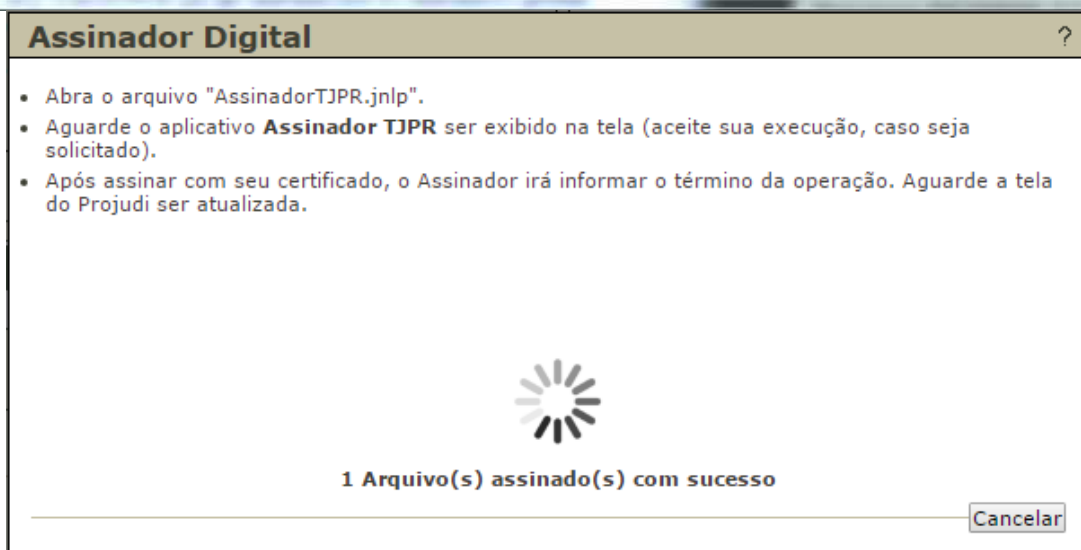 Assinador Digital ?
• Abra o arquivo "AssinadorTJPR.jnlp".
• Aguarde o aplicativo Assinador TJPR ser exibido na tela (aceite sua execução, caso seja
solicitado).
• Após assinar com seu certificado, o Assinador irá informar o término da operação. Aguarde a tela
do Projudi ser atualizada.
1 Arquivo(s) assinado(s) com sucesso
Cancelar